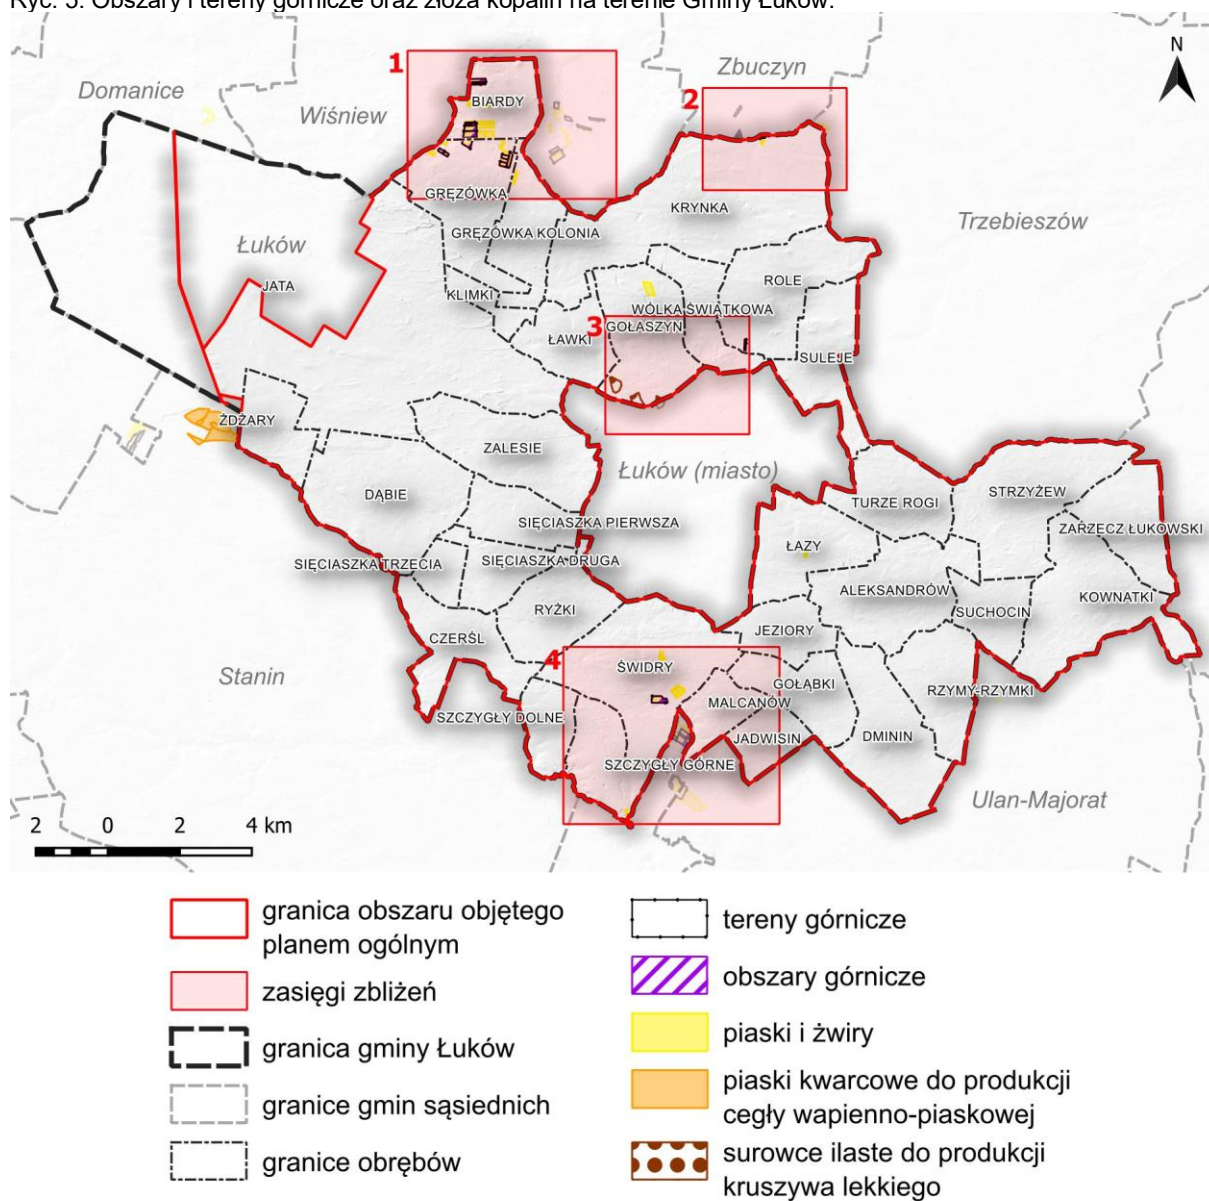 Ryc. 5. Obszary i tereny górnicze oraz złoża kopalin na terenie Gminy Łuków.
N
1
Zbuczyn
Domanice
2
BIARDY
Wiśniew
GRĘZÓWKA
KRYNKA
Trzebieszów
GRĘZÓWKA KOLONIA
Łuków
ROLE
JATA
KLIMKI
WÓLKA ŚWIĄTKOWA
3
GOŁASZYN
ŁAWKI
SULEJE
ŻDŻARY
ZALESIE
Łuków (miasto)
DĄBIE
STRZYŻEW
TURZE ROGI
SIĘCIASZKA PIERWSZA
ZARZECZ ŁUKOWSKI
ŁAZY
SIĘCIASZKA TRZECIA
SIĘCIASZKA DRUGA
ALEKSANDRÓW
KOWNATKI
RYŻKI
SUCHOCIN
CZERŚL
JEZIORY
4
ŚWIDRY
Stanin
GOŁĄBKI
RZYMY-RZYMKI
MALCANÓW
SZCZYGŁY DOLNE
JADWISIN
DMININ
SZCZYGŁY GÓRNE
Ulan-Majorat
2 0 2 4 km
granica obszaru objętego
planem ogólnym
zasięgi zbliżeń
granica gminy Łuków
granice gmin sąsiednich
granice obrębów
tereny górnicze
obszary górnicze
piaski i żwiry
piaski kwarcowe do produkcji
cegły wapienno-piaskowej
surowce ilaste do produkcji
kruszywa lekkiego